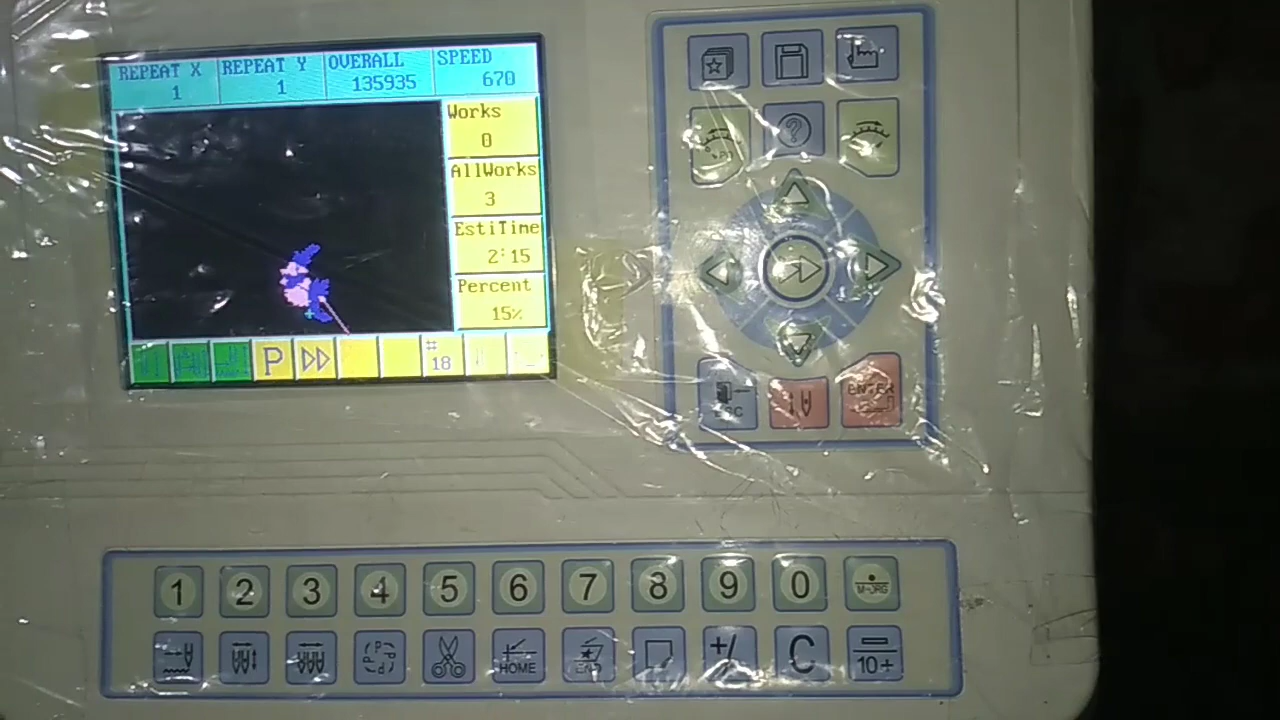 REPEAT X REPEAT Y OVERALL SPEED
1 1 135935 670
Works
0
AllWorks
3
EstiTime
2:15
Percent
15%
P
#
18
?
ESC
ENTER
1 2 3 4 5 6 7 8 9 0 M-ORG
P P P P HOME END +/- C 10+